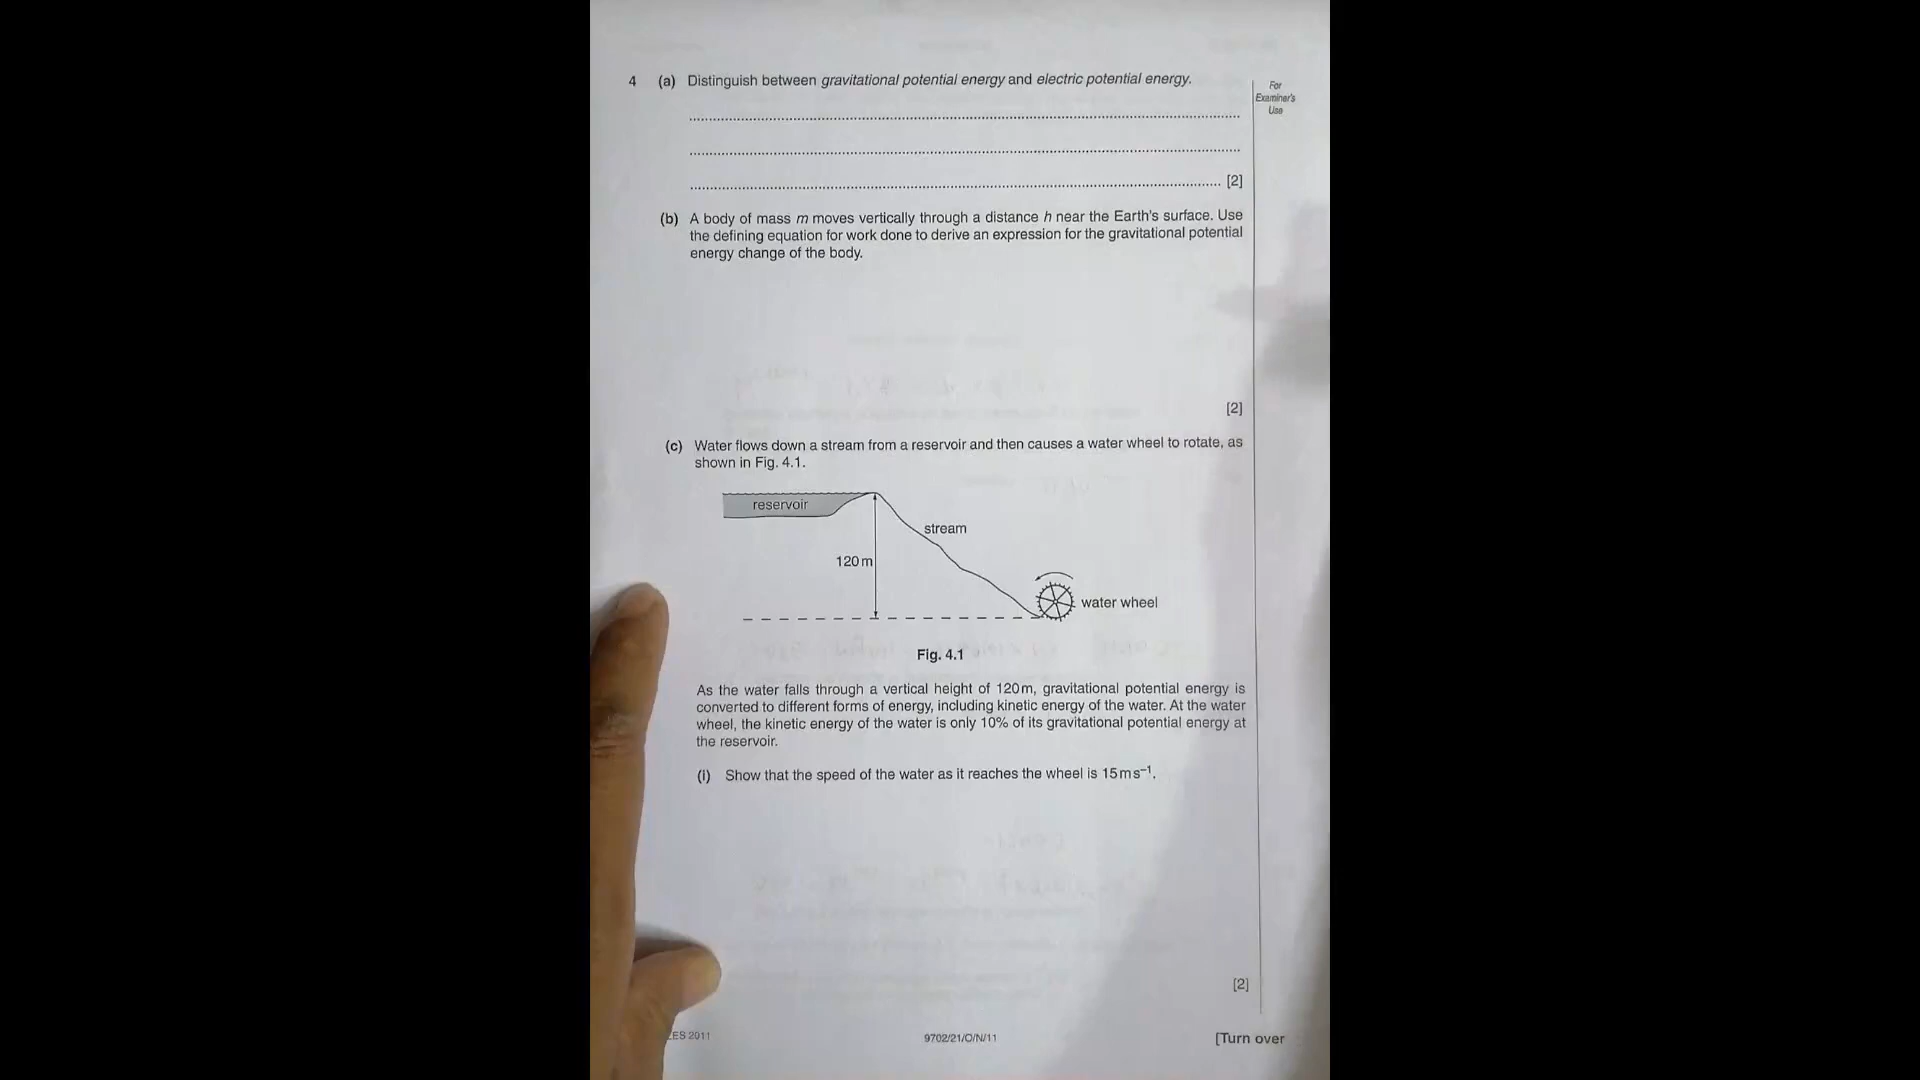 4 (a) Distinguish between gravitational potential energy and electric potential energy.
For
Examiner's
Use
[2]
(b) A body of mass m moves vertically through a distance h near the Earth's surface. Use
the defining equation for work done to derive an expression for the gravitational potential
energy change of the body.
[2]
(c) Water flows down a stream from a reservoir and then causes a water wheel to rotate, as
shown in Fig. 4.1.
reservoir
stream
120 m
water wheel
Fig. 4.1
As the water falls through a vertical height of 120 m, gravitational potential energy is
converted to different forms of energy, including kinetic energy of the water. At the water
wheel, the kinetic energy of the water is only 10% of its gravitational potential energy at
the reservoir.
(i) Show that the speed of the water as it reaches the wheel is 15 m s⁻¹.
[2]
2011
9702/21/O/N/11
[Turn over